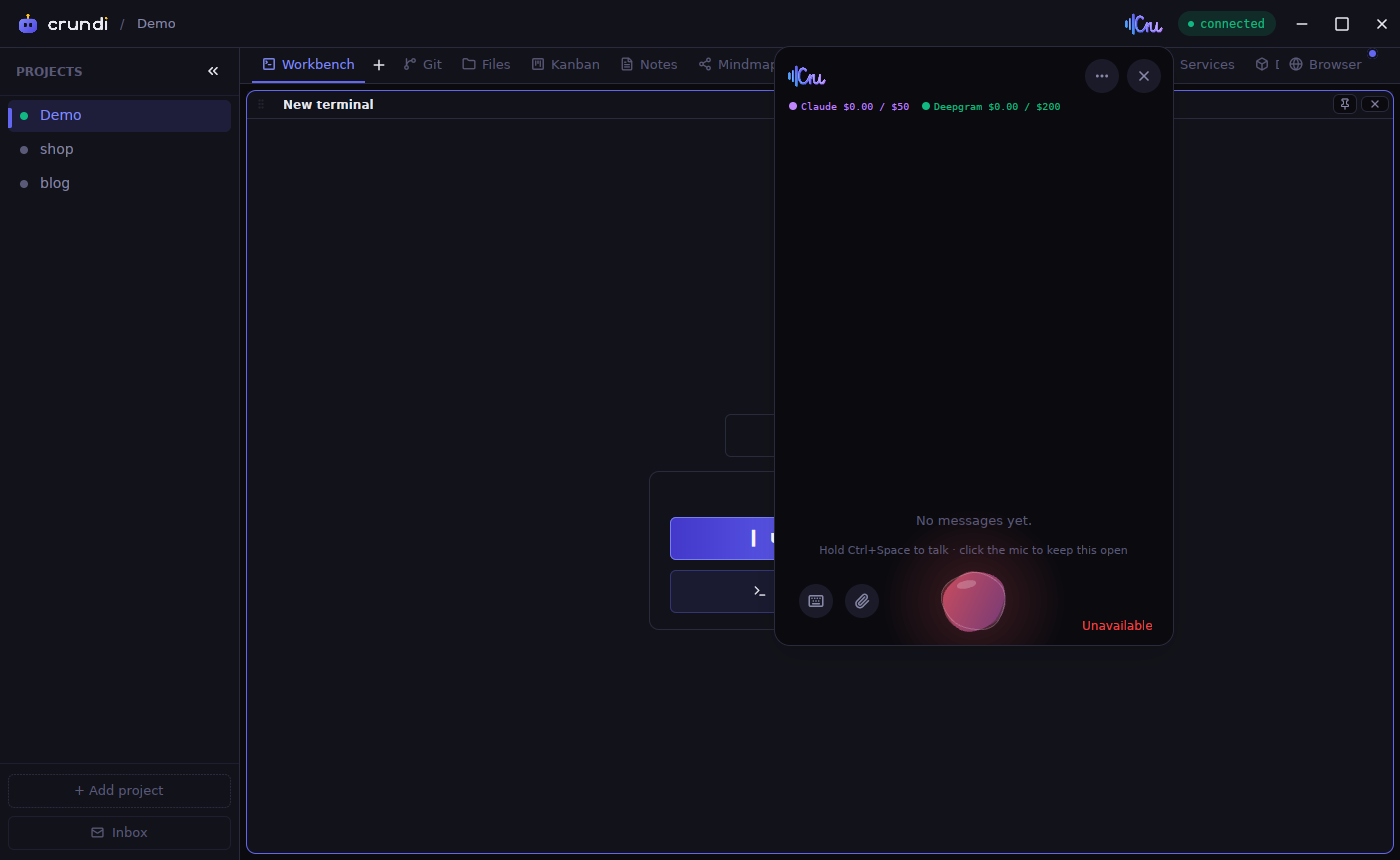 crundi / Demo
Cru
connected
PROJECTS
Demo
shop
blog
+ Add project
Inbox
Workbench
Git
Files
Kanban
Notes
Services
Browser
New terminal
Cru
Claude $0.00 / $50
Deepgram $0.00 / $200
No messages yet.
Hold Ctrl+Space to talk · click the mic to keep this open
Unavailable